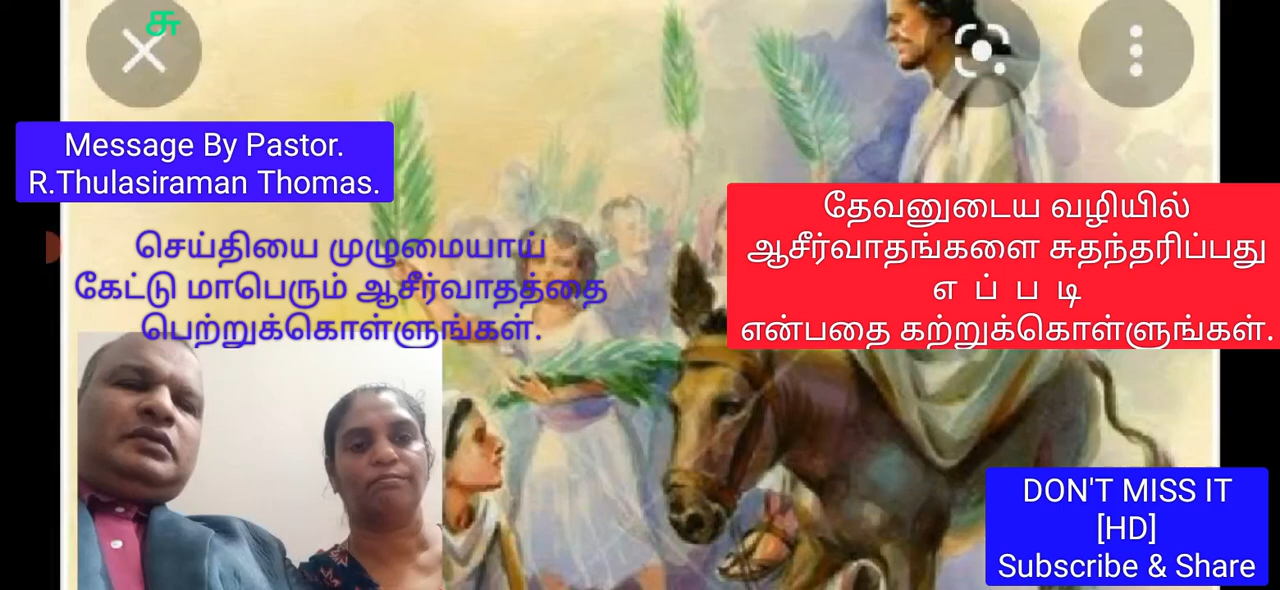 சு
Message By Pastor.
R.Thulasiraman Thomas.
செய்தியை முழுமையாய்
கேட்டு மாபெரும் ஆசீர்வாதத்தை
பெற்றுக்கொள்ளுங்கள்.
தேவனுடைய வழியில்
ஆசீர்வாதங்களை சுதந்தரிப்பது
எ ப் ப டி
என்பதை கற்றுக்கொள்ளுங்கள்.
DON'T MISS IT
[HD]
Subscribe & Share